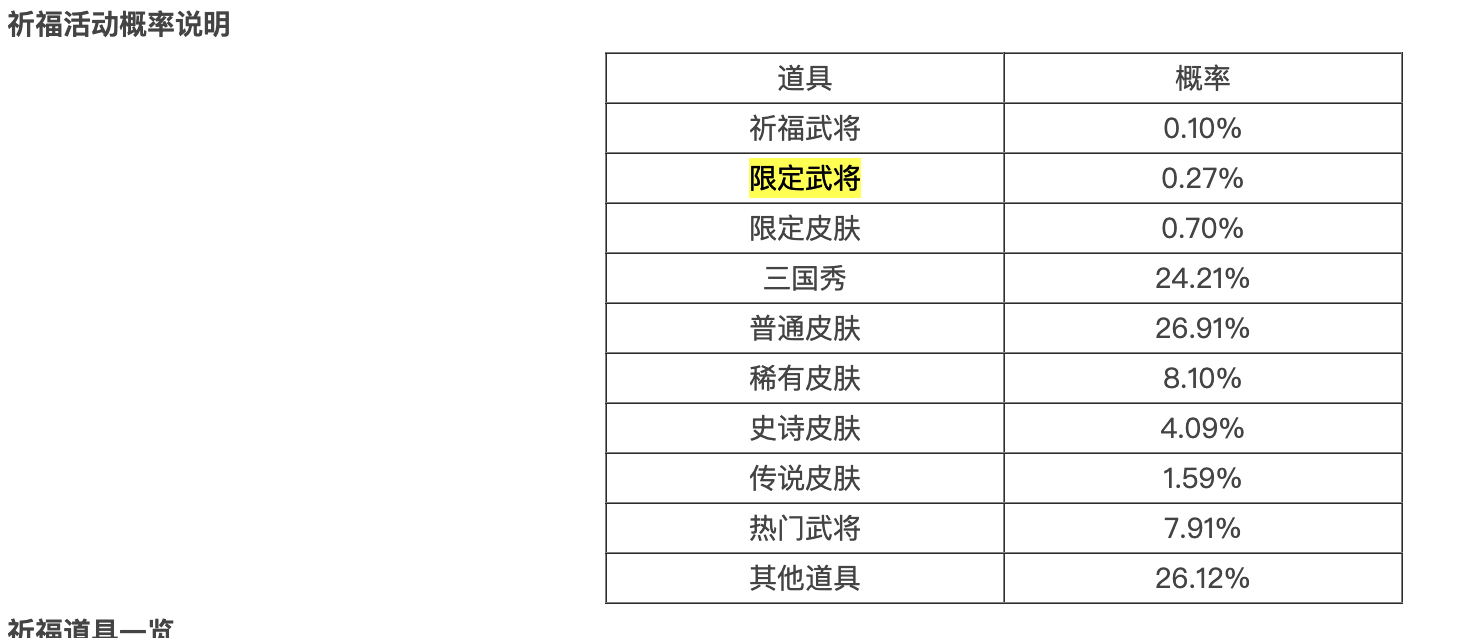 祈福活动概率说明
道具 概率
祈福武将 0.10%
限定武将 0.27%
限定皮肤 0.70%
三国秀 24.21%
普通皮肤 26.91%
稀有皮肤 8.10%
史诗皮肤 4.09%
传说皮肤 1.59%
热门武将 7.91%
其他道具 26.12%
祈福道具一览